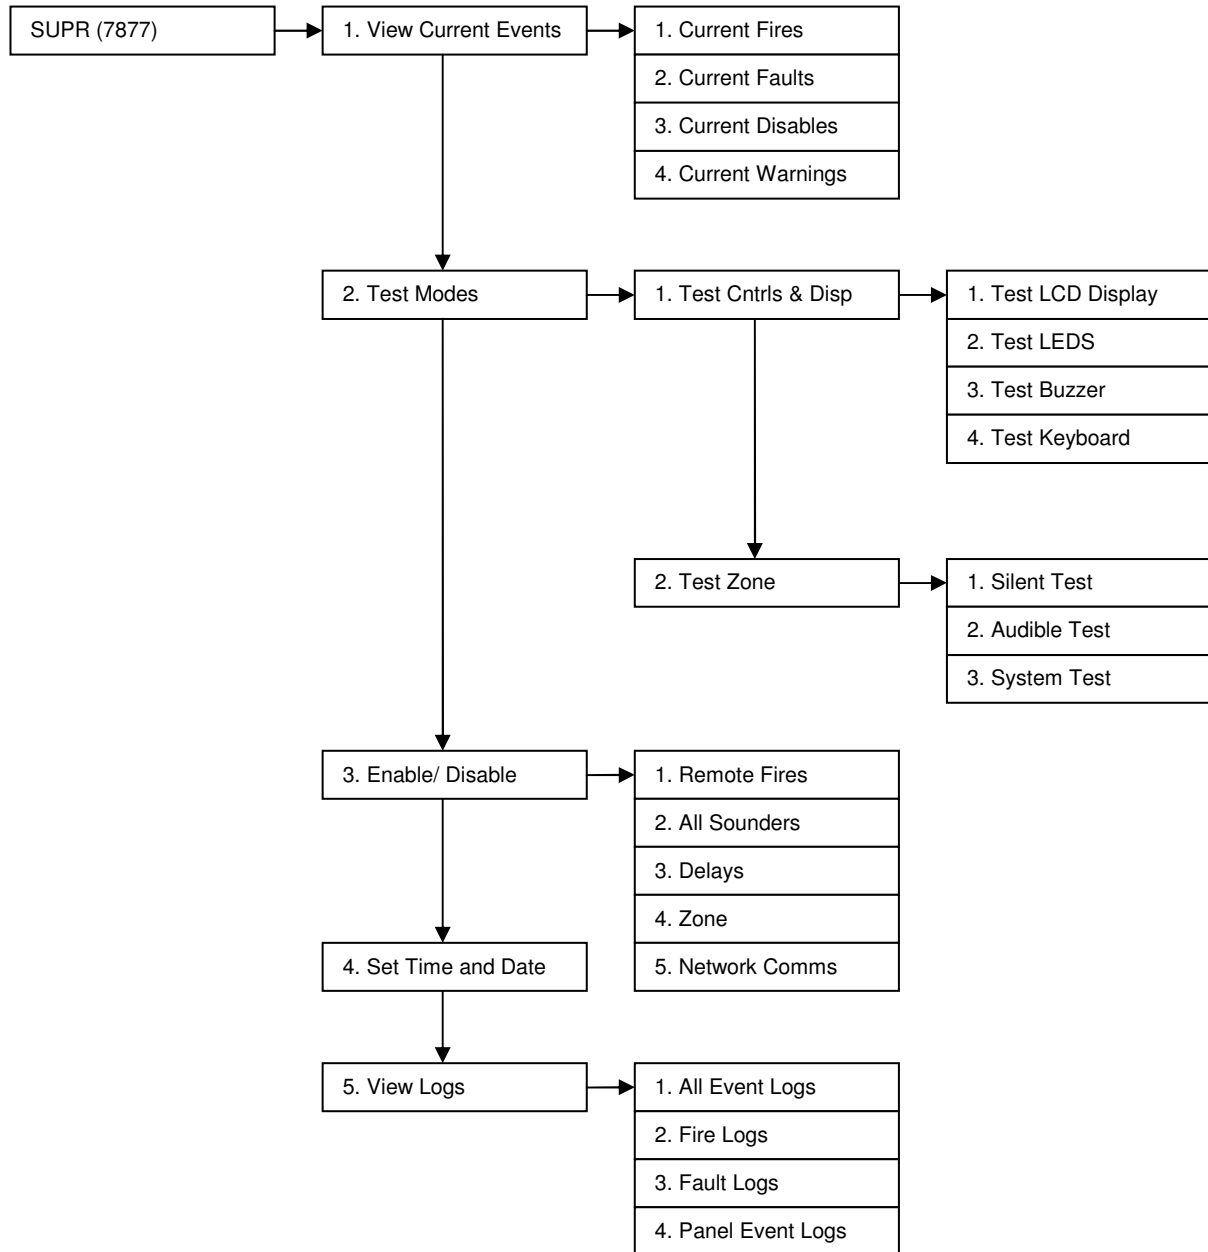 SUPR (7877)
1. View Current Events
1. Current Fires
2. Current Faults
3. Current Disables
4. Current Warnings
2. Test Modes
1. Test Cntrls & Disp
1. Test LCD Display
2. Test LEDS
3. Test Buzzer
4. Test Keyboard
2. Test Zone
1. Silent Test
2. Audible Test
3. System Test
3. Enable/ Disable
1. Remote Fires
2. All Sounders
3. Delays
4. Zone
5. Network Comms
4. Set Time and Date
5. View Logs
1. All Event Logs
2. Fire Logs
3. Fault Logs
4. Panel Event Logs